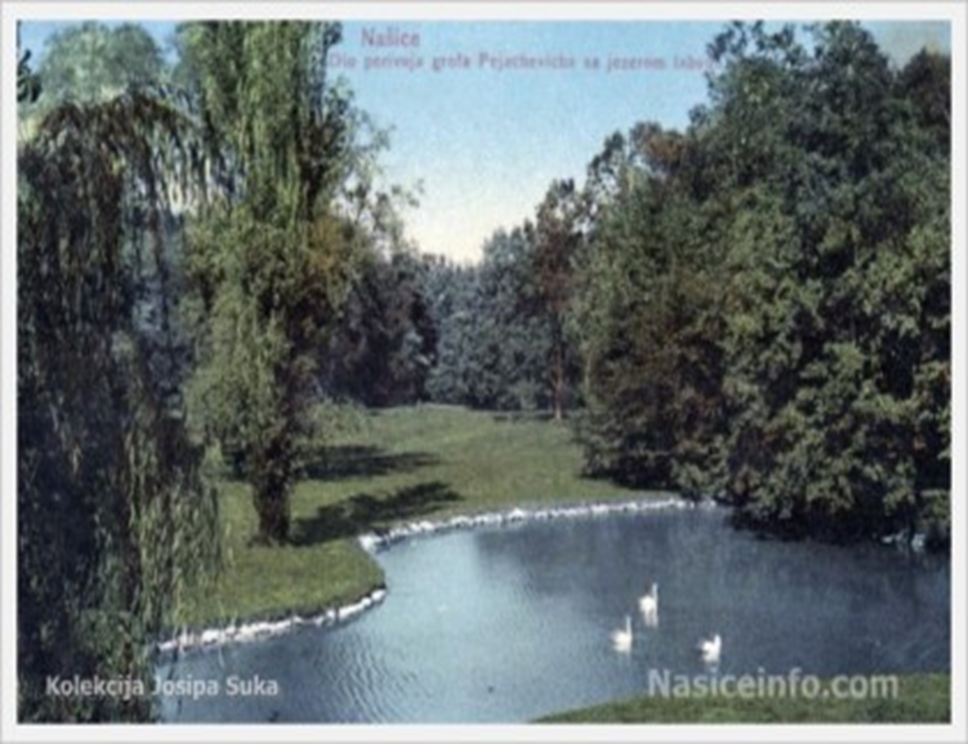 Našice
Dio perivoja grofa Pejachevicha sa jezerom
Kolekcija Josipa Suka
Nasiceinfo.com